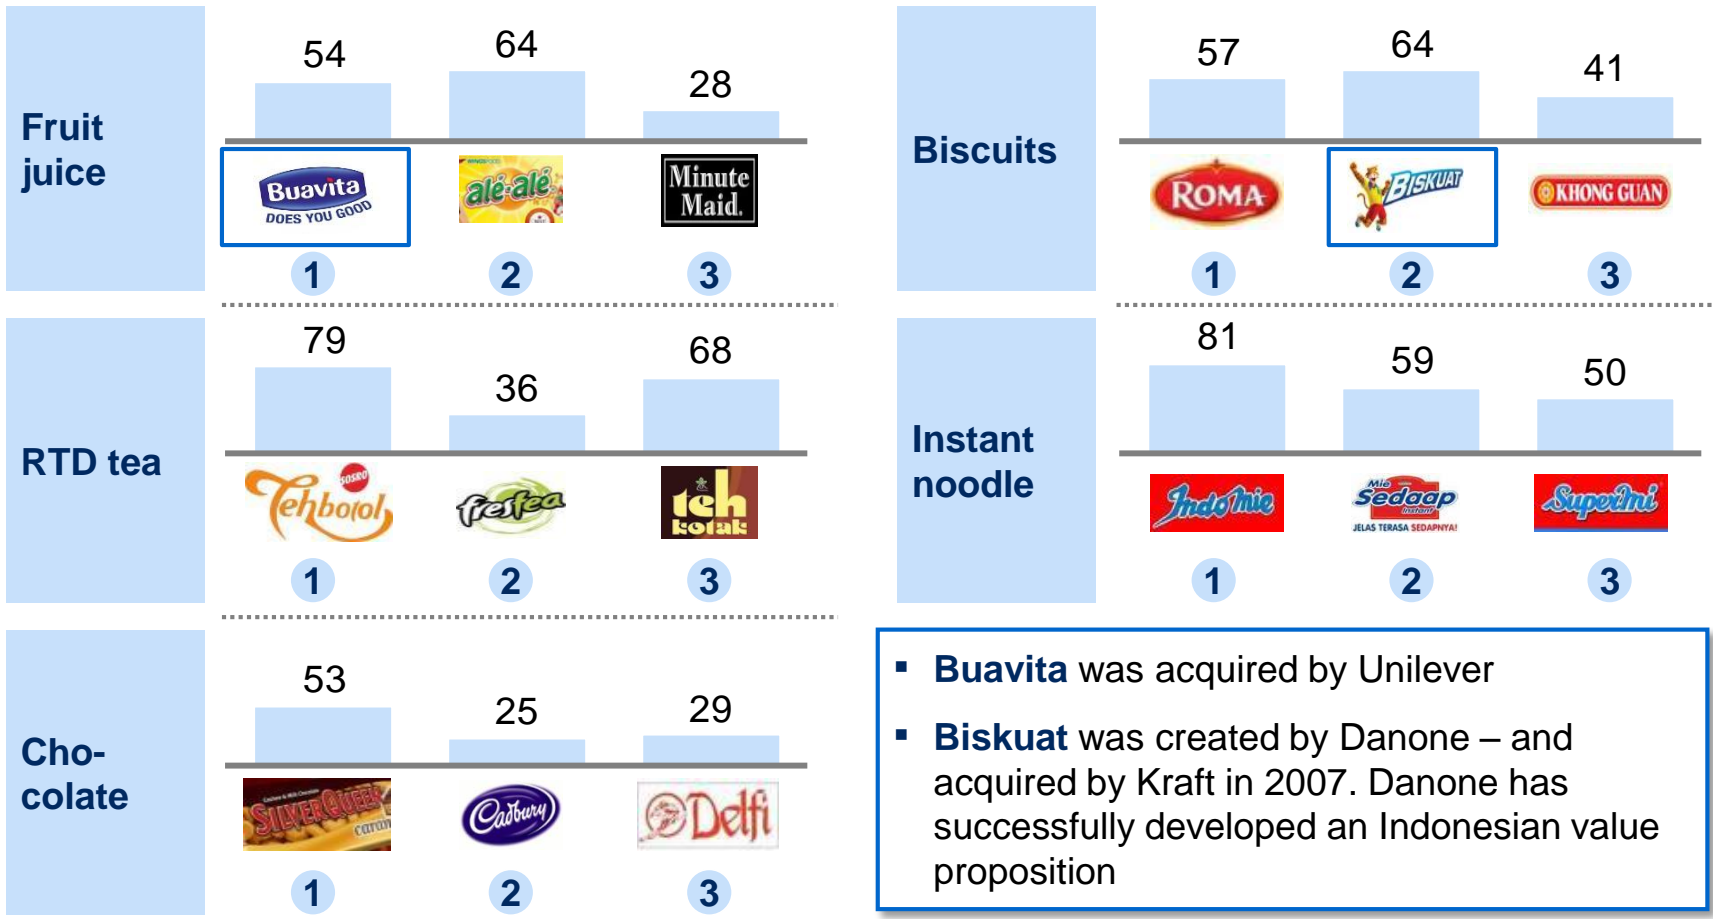 Fruit
juice
54
64
28
Buavita
DOES YOU GOOD
WINGSFOOD
alé-alé
Minute
Maid.
1
2
3
RTD tea
79
36
68
SOSRO
Tehbotol
frestea
teh
kotak
1
2
3
Cho-
colate
53
25
29
SILVERQUEEN
Cadbury
Delfi
1
2
3
Biscuits
57
64
41
ROMA
BISKUAT
KHONG GUAN
1
2
3
Instant
noodle
81
59
50
Indomie
Mie
Sedaap
Instant
JELAS TERASA SEDAPNYA!
Supermi
1
2
3
▪ Buavita was acquired by Unilever
▪ Biskuat was created by Danone – and
acquired by Kraft in 2007. Danone has
successfully developed an Indonesian value
proposition